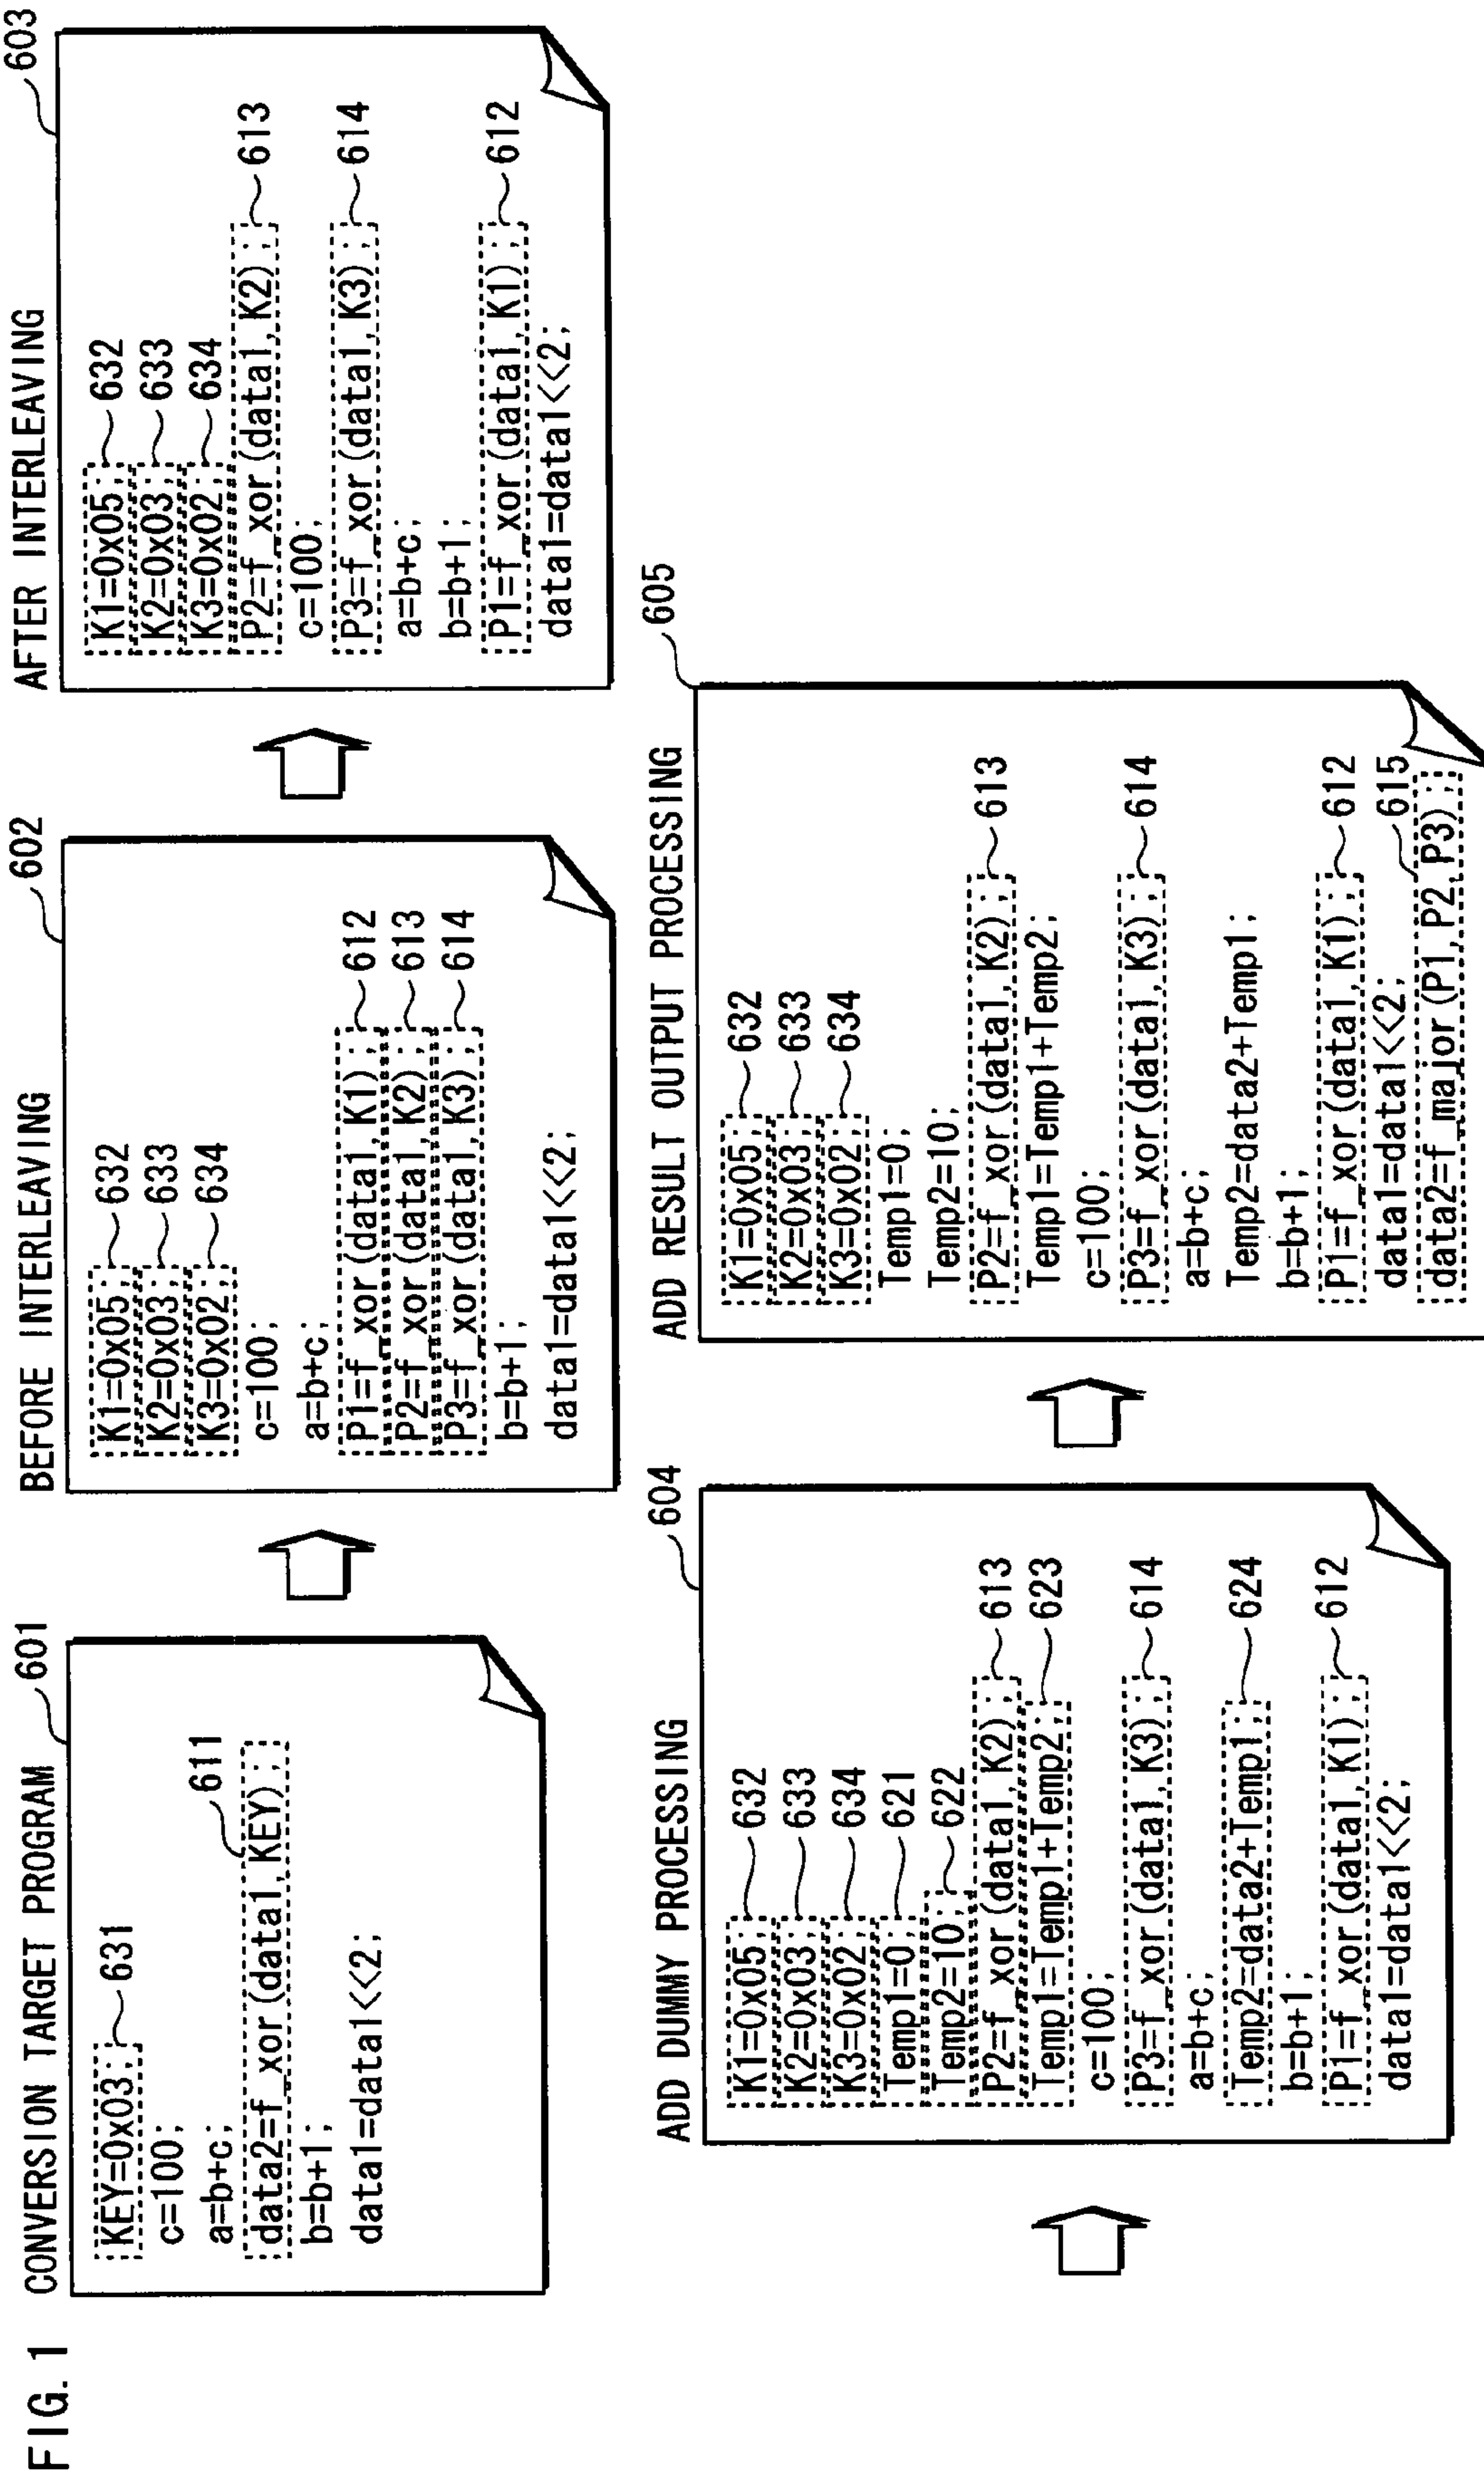 FIG. 1
CONVERSION TARGET PROGRAM
601
KEY=0x03;
631
c=100;
a=b+c;
611
data2=f_xor(data1,KEY);
b=b+1;
data1=data1<<2;
BEFORE INTERLEAVING
602
K1=0x05;
632
K2=0x03;
633
K3=0x02;
634
c=100;
a=b+c;
P1=f_xor(data1,K1);
612
P2=f_xor(data1,K2);
613
P3=f_xor(data1,K3);
614
b=b+1;
data1=data1<<2;
AFTER INTERLEAVING
603
K1=0x05;
632
K2=0x03;
633
K3=0x02;
634
P2=f_xor(data1,K2);
613
c=100;
P3=f_xor(data1,K3);
614
a=b+c;
b=b+1;
P1=f_xor(data1,K1);
612
data1=data1<<2;
ADD DUMMY PROCESSING
604
K1=0x05;
632
K2=0x03;
633
K3=0x02;
634
Temp1=0;
621
Temp2=10;
622
P2=f_xor(data1,K2);
613
Temp1=Temp1+Temp2;
623
c=100;
P3=f_xor(data1,K3);
614
a=b+c;
Temp2=data2+Temp1;
624
b=b+1;
P1=f_xor(data1,K1);
612
data1=data1<<2;
ADD RESULT OUTPUT PROCESSING
605
K1=0x05;
632
K2=0x03;
633
K3=0x02;
634
Temp1=0;
Temp2=10;
P2=f_xor(data1,K2);
613
Temp1=Temp1+Temp2;
c=100;
P3=f_xor(data1,K3);
614
a=b+c;
Temp2=data2+Temp1;
b=b+1;
P1=f_xor(data1,K1);
612
data1=data1<<2;
615
data2=f_major(P1,P2,P3);